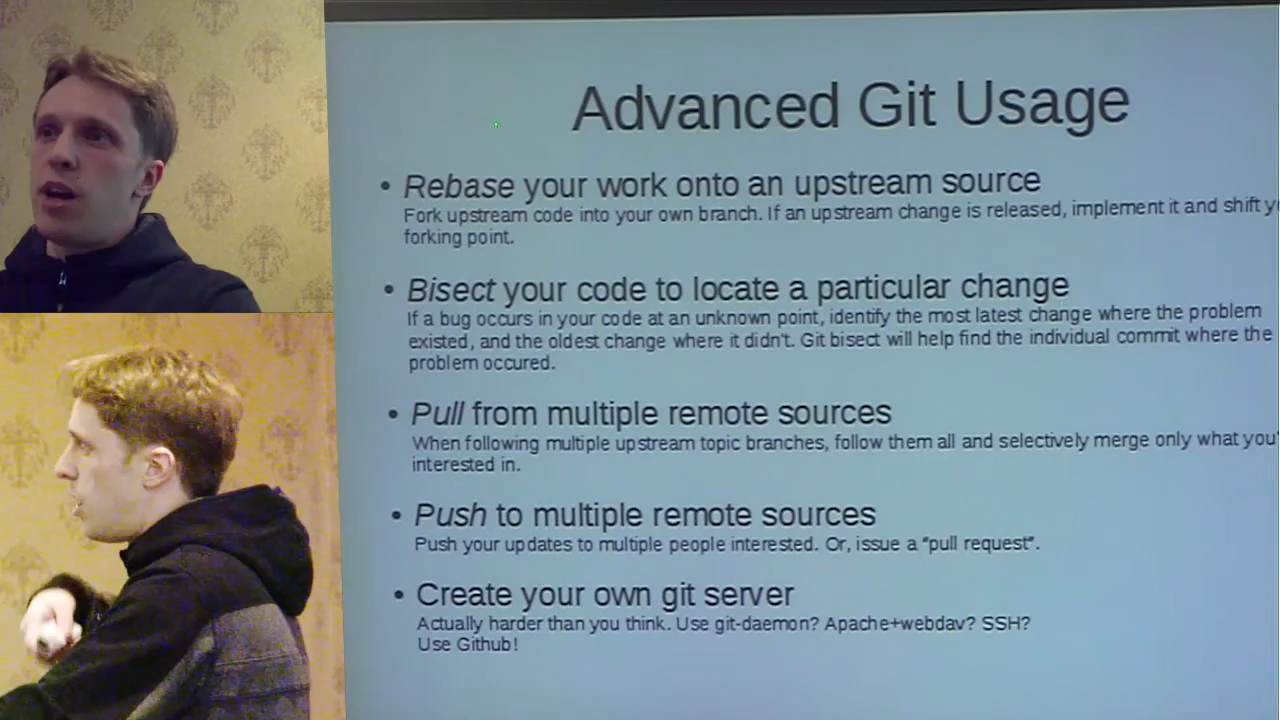 Advanced Git Usage
• Rebase your work onto an upstream source
Fork upstream code into your own branch. If an upstream change is released, implement it and shift y
forking point.
• Bisect your code to locate a particular change
If a bug occurs in your code at an unknown point, identify the most latest change where the problem
existed, and the oldest change where it didn't. Git bisect will help find the individual commit where the
problem occured.
• Pull from multiple remote sources
When following multiple upstream topic branches, follow them all and selectively merge only what you'
interested in.
• Push to multiple remote sources
Push your updates to multiple people interested. Or, issue a "pull request".
• Create your own git server
Actually harder than you think. Use git-daemon? Apache+webdav? SSH?
Use Github!